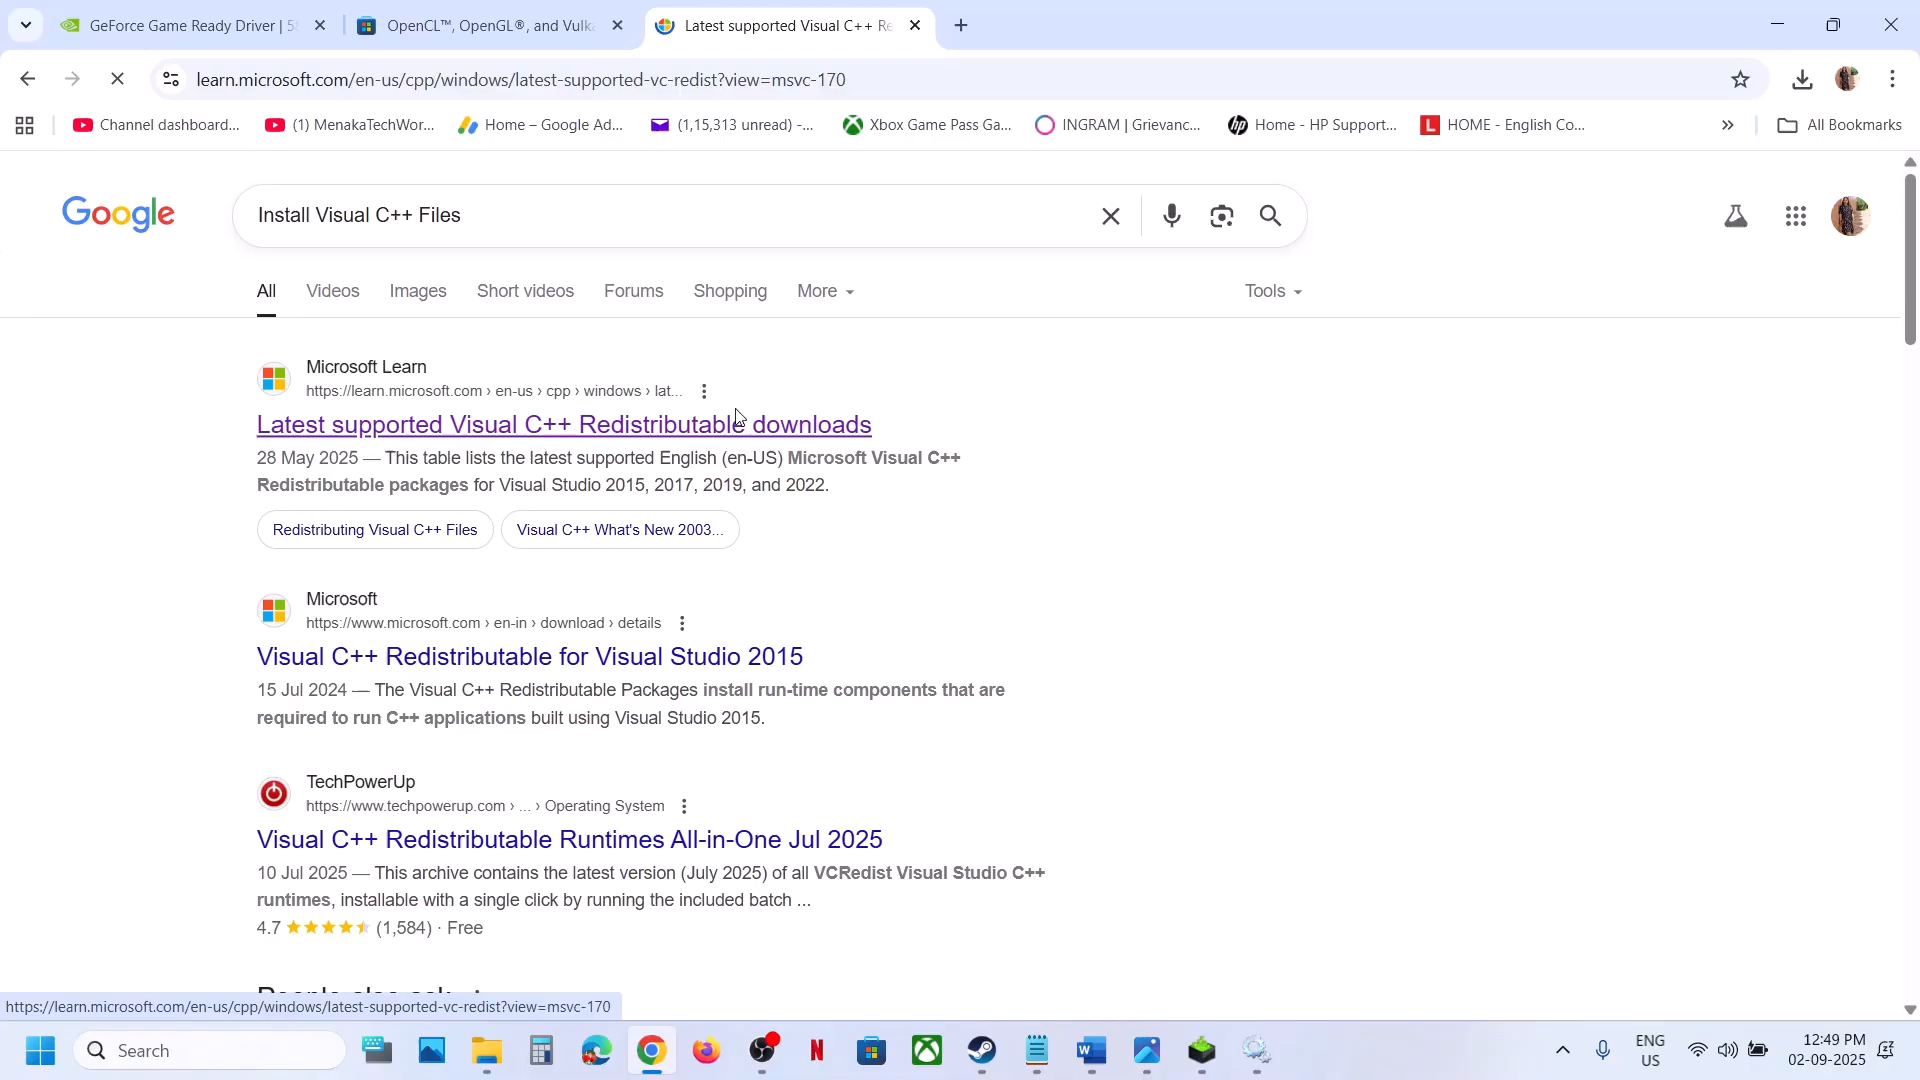 GeForce Game Ready Driver | 5
OpenCL™, OpenGL®, and Vulk
Latest supported Visual C++ Re
learn.microsoft.com/en-us/cpp/windows/latest-supported-vc-redist?view=msvc-170
Channel dashboard...
(1) MenakaTechWor...
Home – Google Ad...
(1,15,313 unread) -...
Xbox Game Pass Ga...
INGRAM | Grievanc...
Home - HP Support...
HOME - English Co...
All Bookmarks
Google
Install Visual C++ Files
All
Videos
Images
Short videos
Forums
Shopping
More
Tools
Microsoft Learn
https://learn.microsoft.com › en-us › cpp › windows › lat...
Latest supported Visual C++ Redistributable downloads
28 May 2025 — This table lists the latest supported English (en-US) Microsoft Visual C++
Redistributable packages for Visual Studio 2015, 2017, 2019, and 2022.
Redistributing Visual C++ Files
Visual C++ What's New 2003...
Microsoft
https://www.microsoft.com › en-in › download › details
Visual C++ Redistributable for Visual Studio 2015
15 Jul 2024 — The Visual C++ Redistributable Packages install run-time components that are
required to run C++ applications built using Visual Studio 2015.
TechPowerUp
https://www.techpowerup.com › ... › Operating System
Visual C++ Redistributable Runtimes All-in-One Jul 2025
10 Jul 2025 — This archive contains the latest version (July 2025) of all VCRedist Visual Studio C++
runtimes, installable with a single click by running the included batch ...
4.7 (1,584) · Free
https://learn.microsoft.com/en-us/cpp/windows/latest-supported-vc-redist?view=msvc-170
Search
ENG
US
12:49 PM
02-09-2025